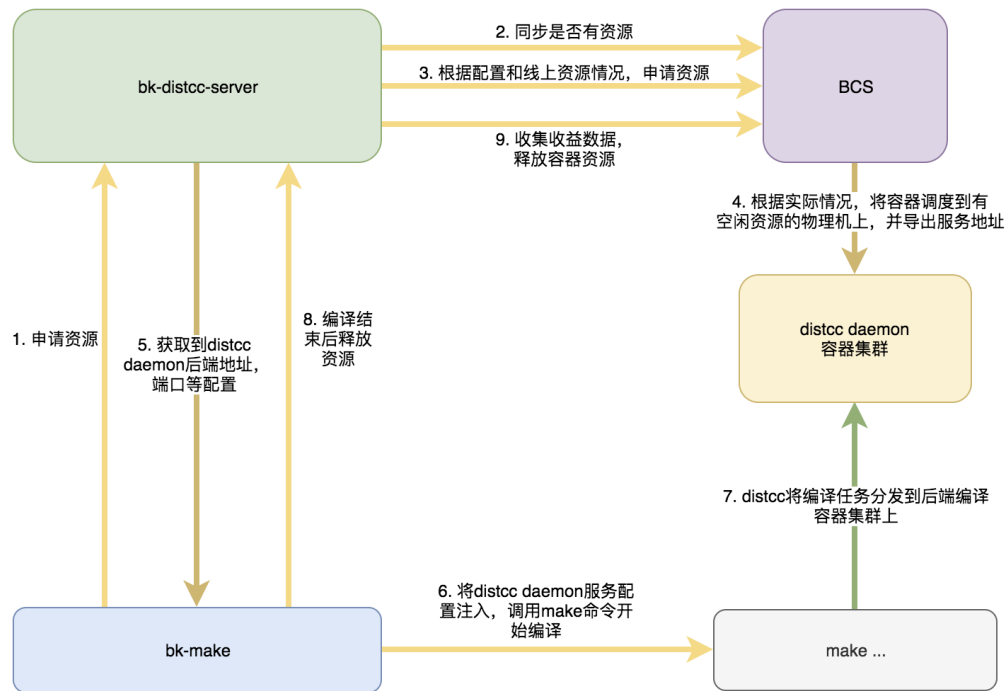 2. 同步是否有资源
bk-distcc-server
3. 根据配置和线上资源情况，申请资源
BCS
9. 收集收益数据，
释放容器资源
4. 根据实际情况，将容器调度到有
空闲资源的物理机上，并导出服务地址
1. 申请资源
5. 获取到distcc
daemon后端地址，
端口等配置
8. 编译结
束后释放
资源
distcc daemon
容器集群
7. distcc将编译任务分发到后端编译
容器集群上
6. 将distcc daemon服务配
置注入，调用make命令开
始编译
bk-make
make ...